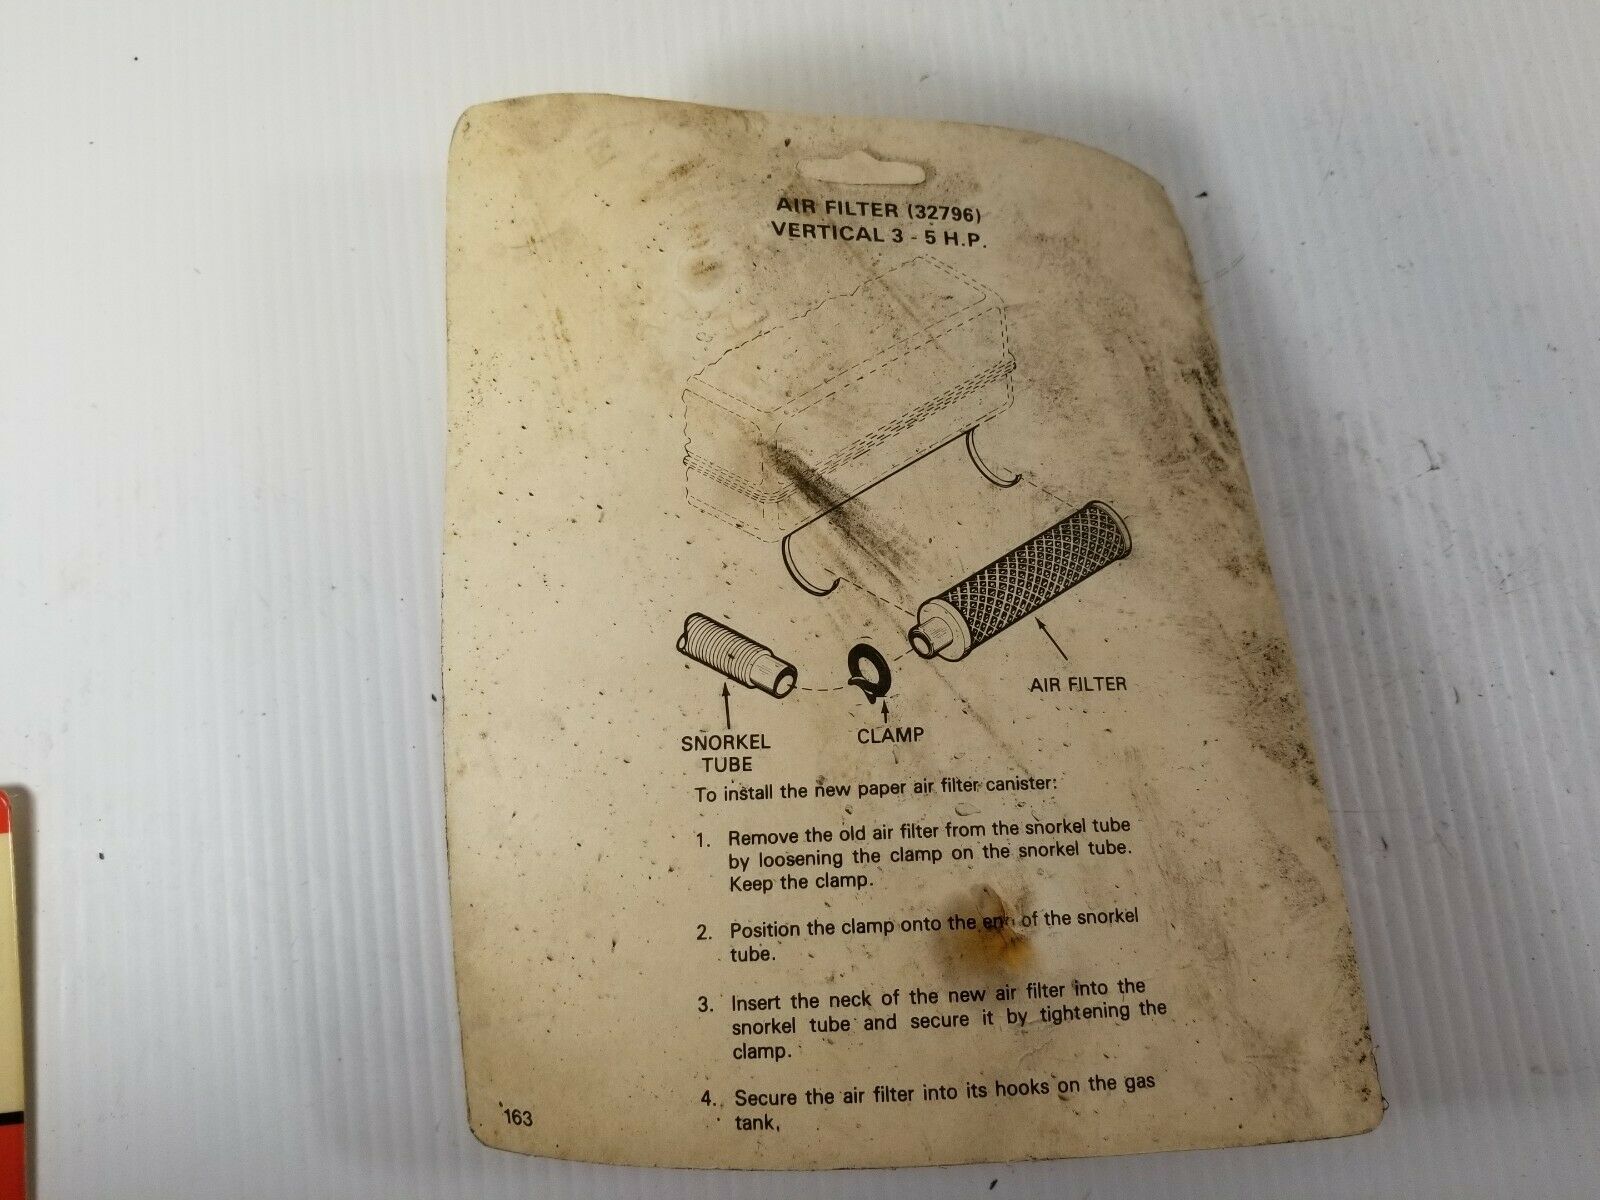 AIR FILTER (32796)
VERTICAL 3 - 5 H.P.
AIR FILTER
SNORKEL
TUBE
CLAMP
To install the new paper air filter canister:
1. Remove the old air filter from the snorkel tube
by loosening the clamp on the snorkel tube.
Keep the clamp.
2. Position the clamp onto the end of the snorkel
tube.
3. Insert the neck of the new air filter into the
snorkel tube and secure it by tightening the
clamp.
4. Secure the air filter into its hooks on the gas
tank.
163